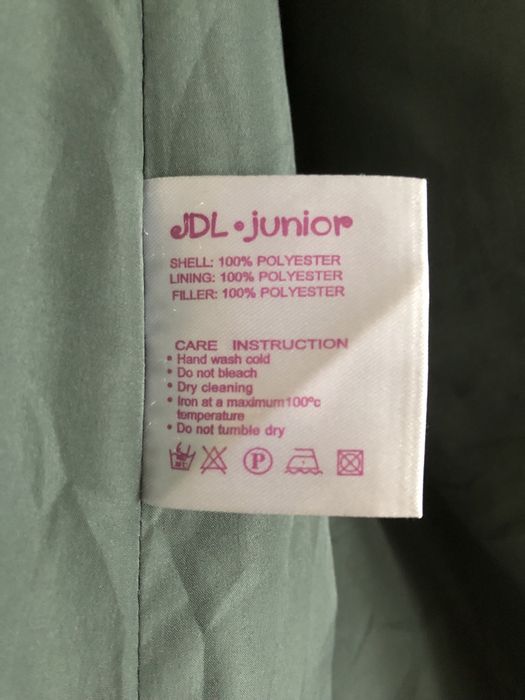 JDL • junior
SHELL: 100% POLYESTER
LINING: 100% POLYESTER
FILLER: 100% POLYESTER
CARE INSTRUCTION
• Hand wash cold
• Do not bleach
• Dry cleaning
• Iron at a maximum100ºc
temperature
• Do not tumble dry
P